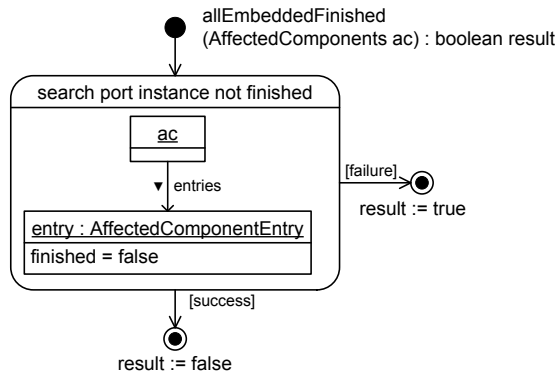 allEmbeddedFinished
(AffectedComponents ac) : boolean result
search port instance not finished
ac
▼ entries
[failure]
result := true
entry : AffectedComponentEntry
finished = false
[success]
result := false